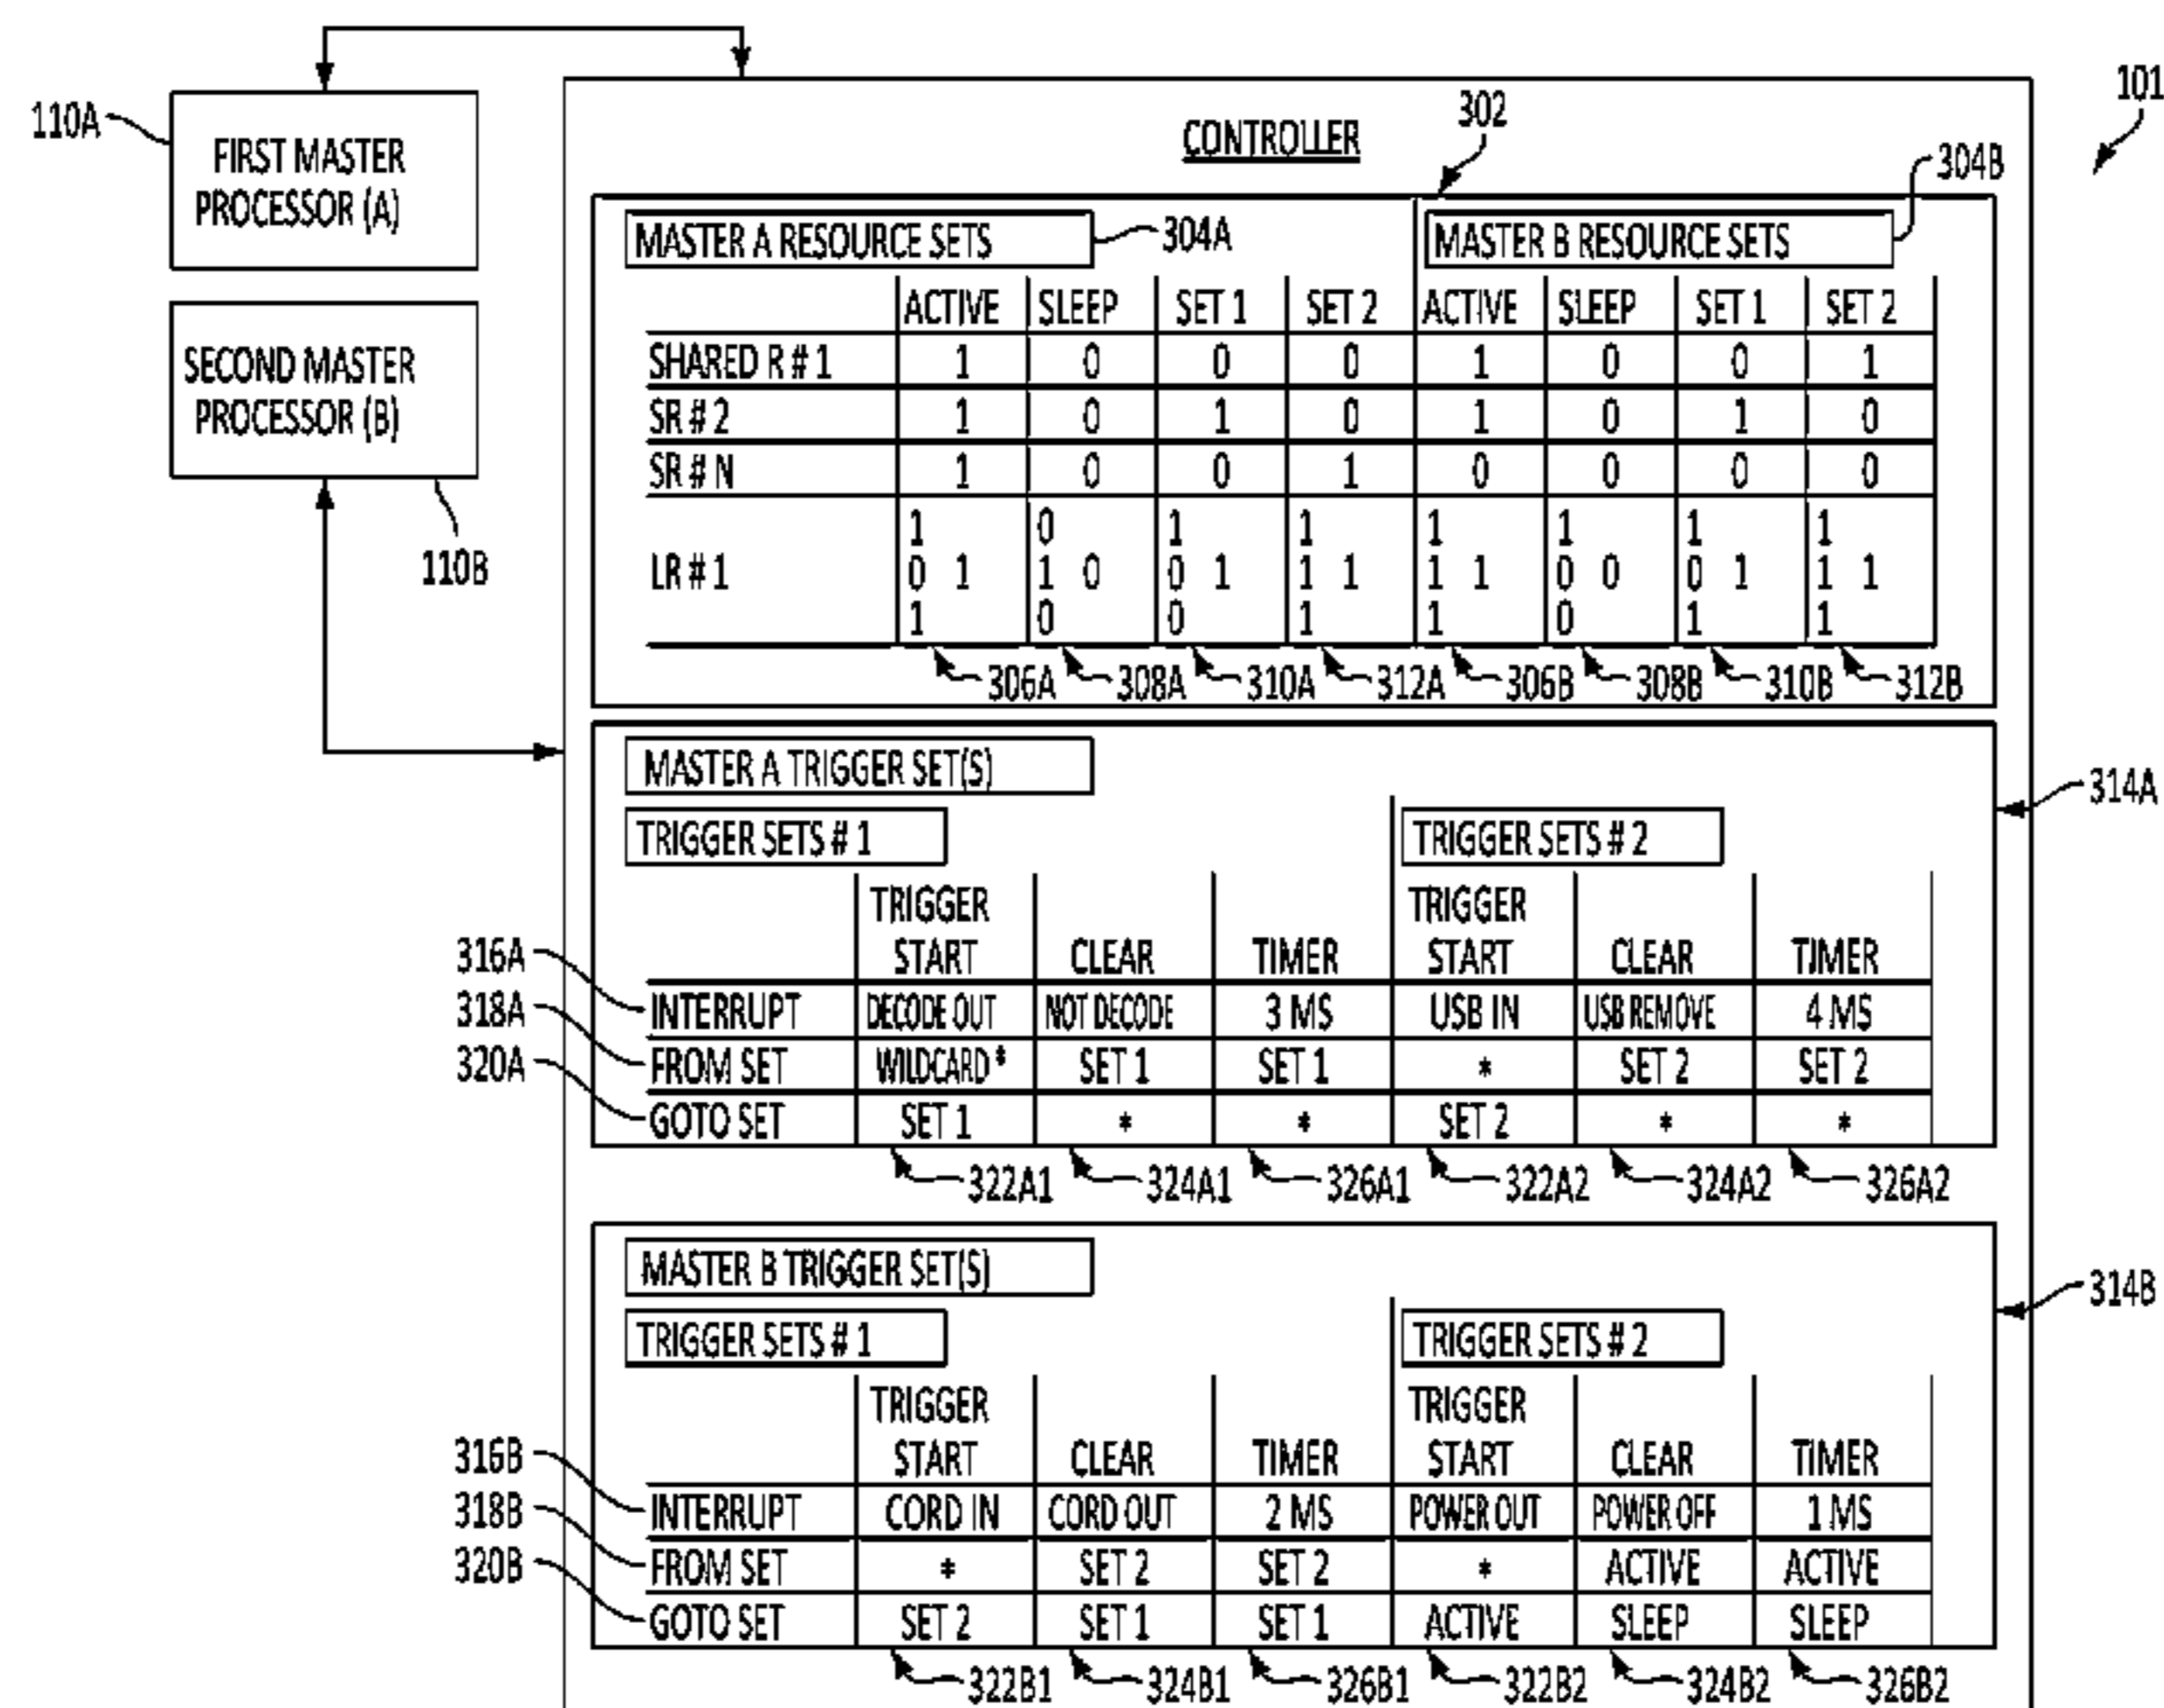 101
110A
FIRST MASTER
PROCESSOR (A)
SECOND MASTER
PROCESSOR (B)
110B
CONTROLLER
302
304B
MASTER A RESOURCE SETS
304A
MASTER B RESOURCE SETS
ACTIVE SLEEP SET 1 SET 2 ACTIVE SLEEP SET 1 SET 2
SHARED R # 1 1 0 0 0 1 0 0 1
SR # 2 1 0 1 0 1 0 1 0
SR # N 1 0 0 1 0 0 0 0
1 0 1 1 1 1 1 1
LR # 1 0 1 1 0 0 1 1 1 1 1 0 0 0 1 1 1
1 0 0 1 1 0 1 1
306A 308A 310A 312A 306B 308B 310B 312B
MASTER A TRIGGER SET(S)
314A
TRIGGER SETS # 1 TRIGGER SETS # 2
TRIGGER TRIGGER
START CLEAR TIMER START CLEAR TIMER
316A
INTERRUPT DECODE OUT NOT DECODE 3 MS USB IN USB REMOVE 4 MS
318A
FROM SET WILDCARD * SET 1 SET 1 * SET 2 SET 2
320A
GOTO SET SET 1 * * SET 2 * *
322A1 324A1 326A1 322A2 324A2 326A2
MASTER B TRIGGER SET(S)
314B
TRIGGER SETS # 1 TRIGGER SETS # 2
TRIGGER TRIGGER
START CLEAR TIMER START CLEAR TIMER
316B
INTERRUPT CORD IN CORD OUT 2 MS POWER OUT POWER OFF 1 MS
318B
FROM SET * SET 2 SET 2 * ACTIVE ACTIVE
320B
GOTO SET SET 2 SET 1 SET 1 ACTIVE SLEEP SLEEP
322B1 324B1 326B1 322B2 324B2 326B2